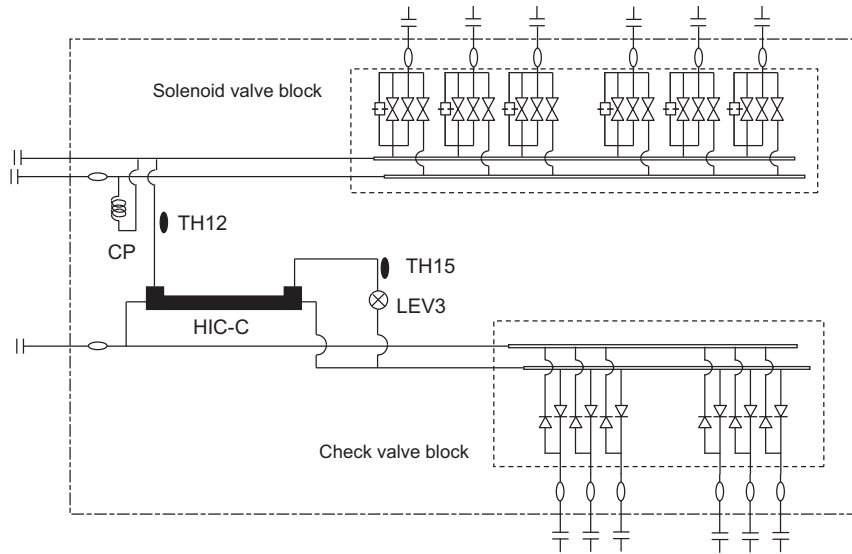 Solenoid valve block
TH12
CP
TH15
LEV3
HIC-C
Check valve block